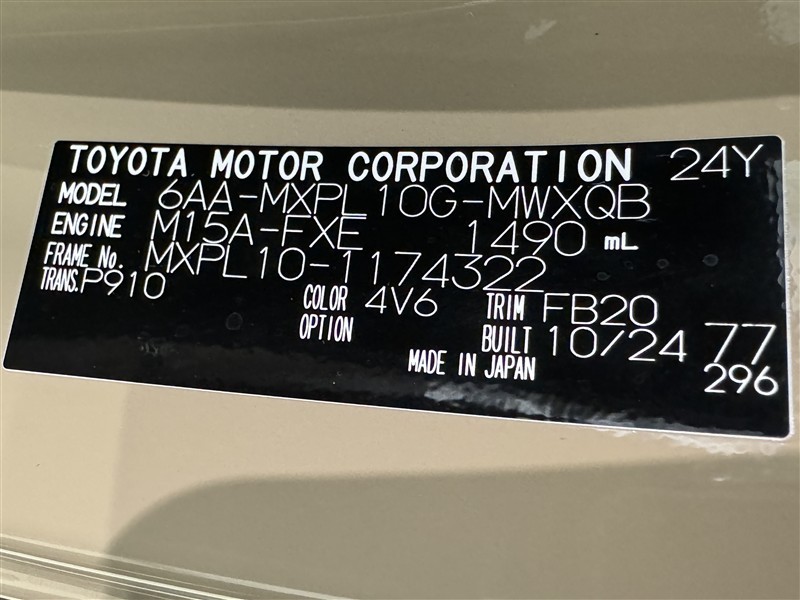 TOYOTA MOTOR CORPORATION 24Y
MODEL 6AA-MXPL10G-MWXQB
ENGINE M15A-FXE 1490 mL
FRAME No. MXPL10-1174322
TRANS. P910 COLOR 4V6 TRIM FB20
OPTION BUILT 10/24 77
MADE IN JAPAN 296